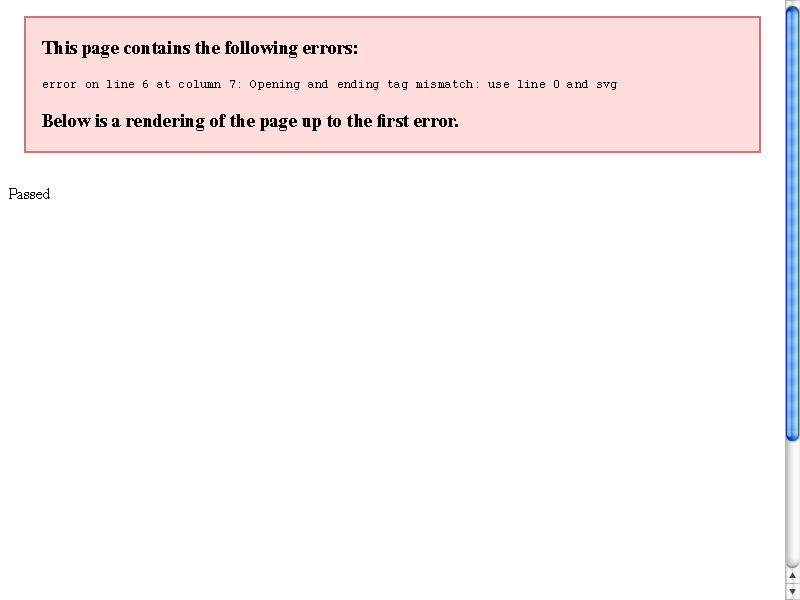 This page contains the following errors:
error on line 6 at column 7: Opening and ending tag mismatch: use line 0 and svg
Below is a rendering of the page up to the first error.
Passed